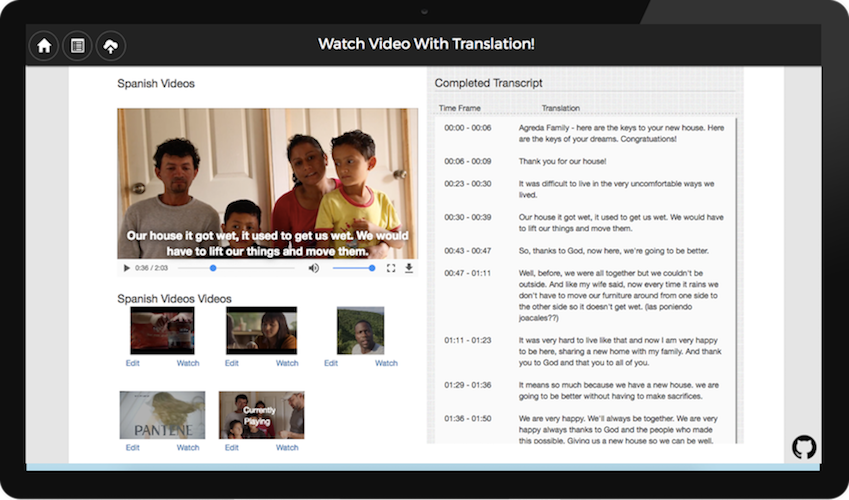 Watch Video With Translation!
Spanish Videos
Our house it got wet, it used to get us wet. We would
have to lift our things and move them.
0:36 / 2:03
Spanish Videos Videos
Edit Watch
Edit Watch
Edit Watch
PANTENE
Currently
Playing
Edit Watch
Edit Watch
Completed Transcript
Time Frame Translation
00:00 - 00:06 Agreda Family - here are the keys to your new house. Here
are the keys of your dreams. Congratuations!
00:06 - 00:09 Thank you for our house!
00:23 - 00:30 It was difficult to live in the very uncomfortable ways we
lived.
00:30 - 00:39 Our house it got wet, it used to get us wet. We would have
to lift our things and move them.
00:43 - 00:47 So, thanks to God, now here, we're going to be better.
00:47 - 01:11 Well, before, we were all together but we couldn't be
outside. And like my wife said, now every time it rains we
don't have to move our furniture around from one side to
the other side so it doesn't get wet. (las poniendo
joacales??)
01:11 - 01:23 It was very hard to live like that and now I am very happy
to be here, sharing a new home with my family. And thank
you to God and that you to all of you.
01:29 - 01:36 It means so much because we have a new house. we are
going to be better without having to make sacrifices.
01:36 - 01:50 We are very happy. We'll always be together. We are very
happy always thanks to God and the people who made
this possible. Giving us a new house so we can be well.